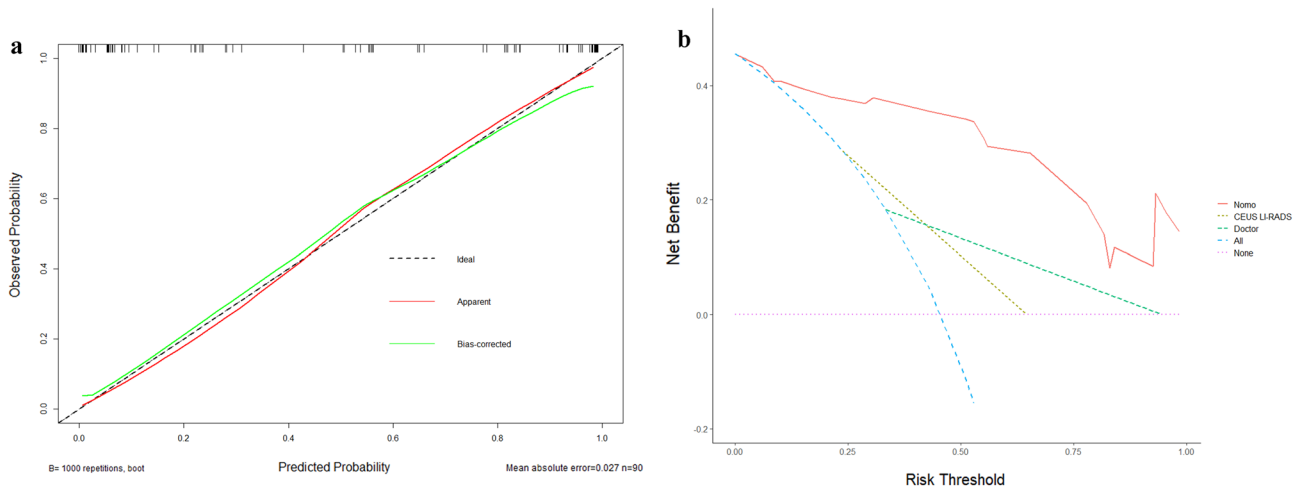 a
1.0
0.8
0.6
0.4
0.2
0.0
Observed Probability
Ideal
Apparent
Bias-corrected
0.0 0.2 0.4 0.6 0.8 1.0
B= 1000 repetitions, boot Predicted Probability Mean absolute error=0.027 n=90
b
0.4
0.2
0.0
-0.2
Net Benefit
Nomo
CEUS LI-RADS
Doctor
All
None
0.00 0.25 0.50 0.75 1.00
Risk Threshold